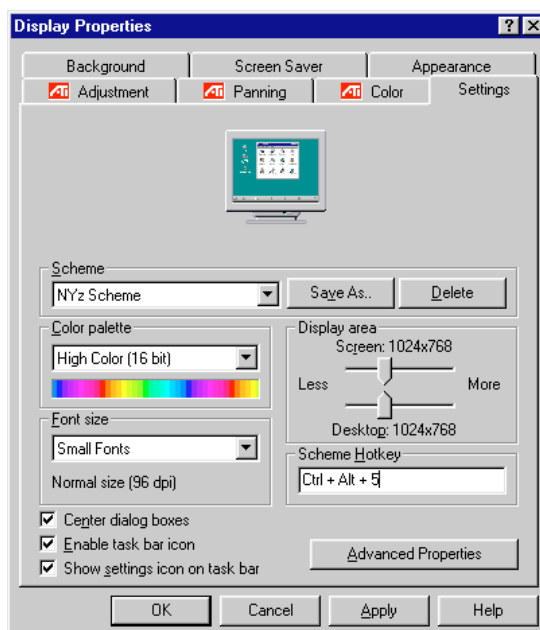 Display Properties
Background Screen Saver Appearance
ATI Adjustment ATI Panning ATI Color Settings
Scheme
NYz Scheme Save As.. Delete
Color palette Display area
Screen: 1024x768
High Color (16 bit)
Less More
Font size
Desktop: 1024x768
Small Fonts
Scheme Hotkey
Normal size (96 dpi) Ctrl + Alt + 5
Center dialog boxes
Enable task bar icon
Advanced Properties
Show settings icon on task bar
OK Cancel Apply Help